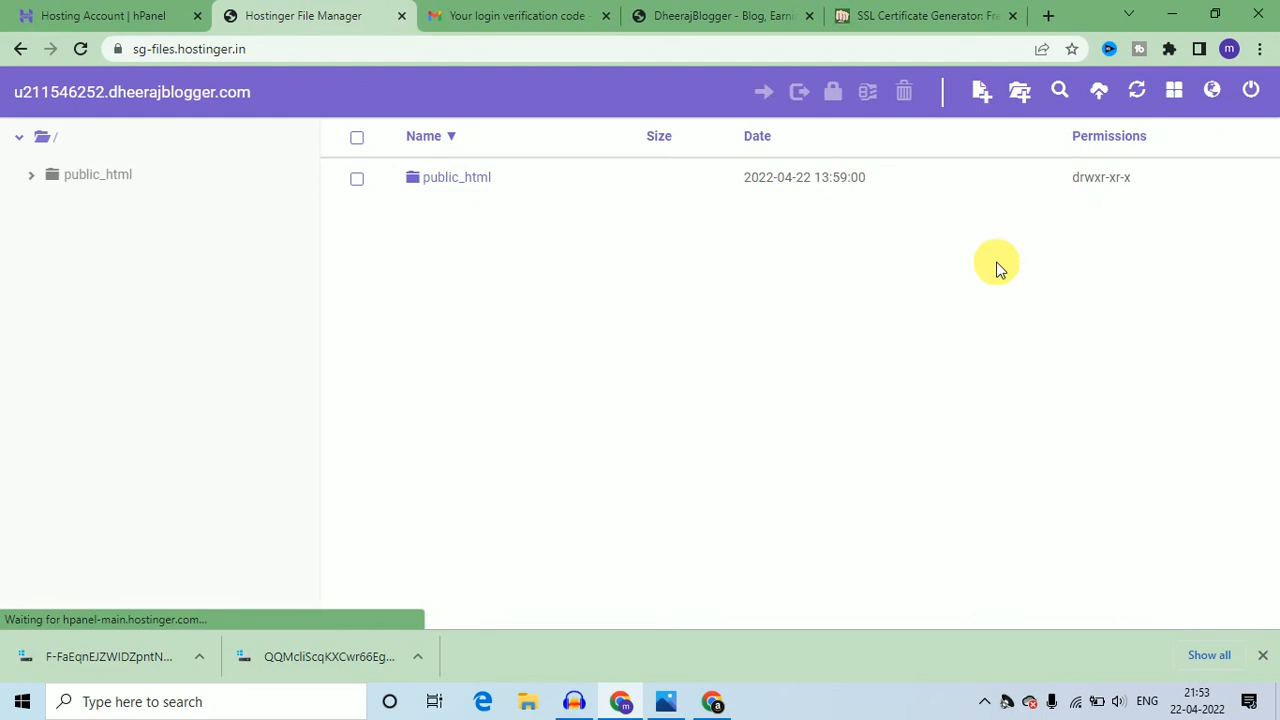 Hosting Account | hPanel
Hostinger File Manager
Your login verification code -
DheerajBlogger - Blog, Earni
SSL Certificate Generator: Fre
sg-files.hostinger.in
m
u211546252.dheerajblogger.com
/
public_html
Name ▼ Size Date Permissions
public_html 2022-04-22 13:59:00 drwxr-xr-x
Waiting for hpanel-main.hostinger.com...
F-FaEqnEJZWIDZpntN...
QQMcliScqKXCwr66Eg...
Show all
Type here to search
ENG
21:53
22-04-2022